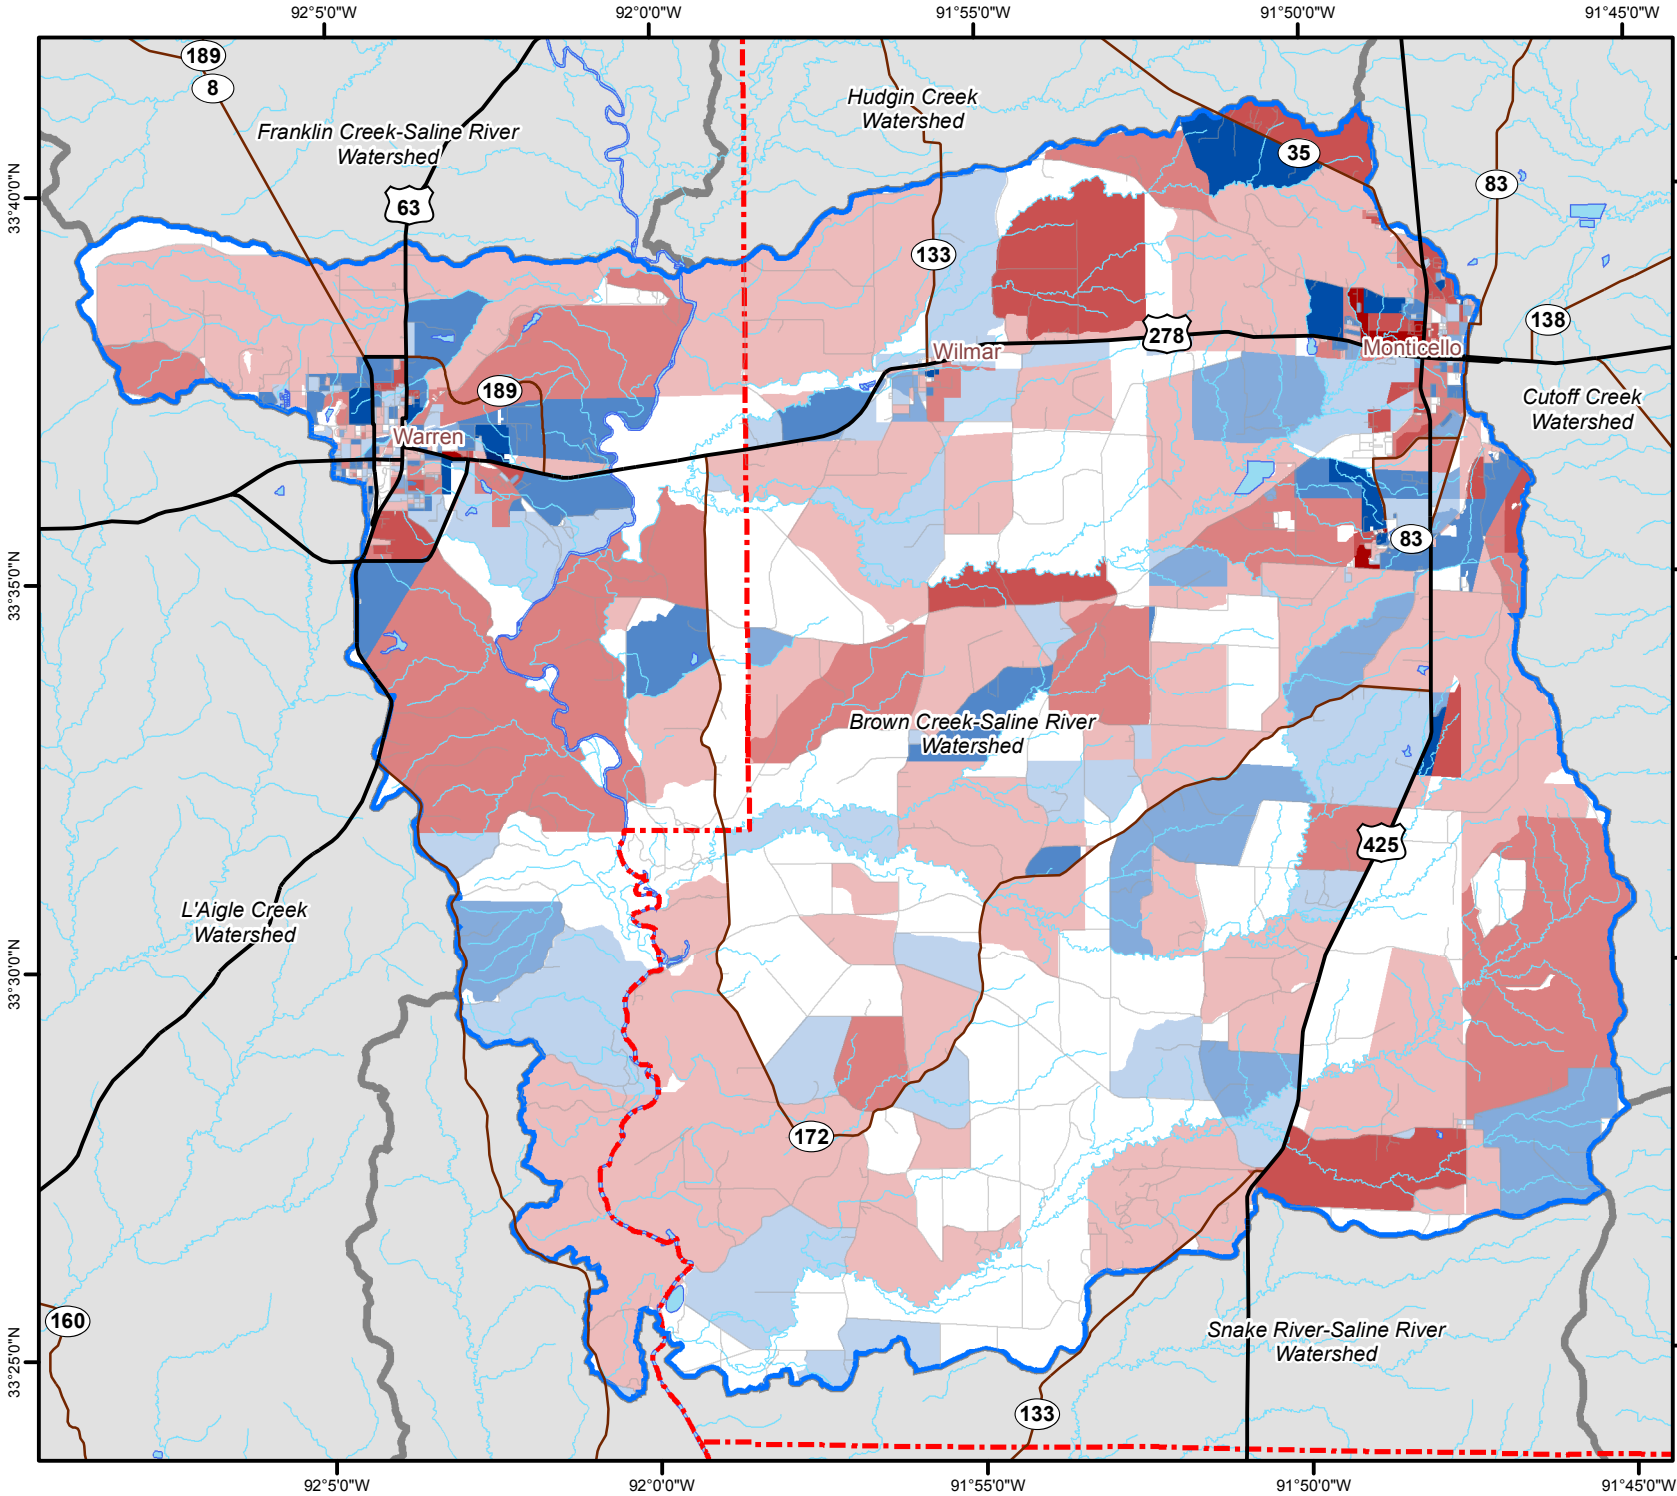 92°5'0"W
92°0'0"W
91°55'0"W
91°50'0"W
91°45'0"W
189
8
Hudgin Creek
Watershed
Franklin Creek-Saline River
Watershed
35
83
33°40'0"N
63
133
138
278
Wilmar
Monticello
189
Cutoff Creek
Watershed
Warren
83
33°35'0"N
Brown Creek-Saline River
Watershed
425
L'Aigle Creek
Watershed
33°30'0"N
172
160
Snake River-Saline River
Watershed
33°25'0"N
133
92°5'0"W
92°0'0"W
91°55'0"W
91°50'0"W
91°45'0"W